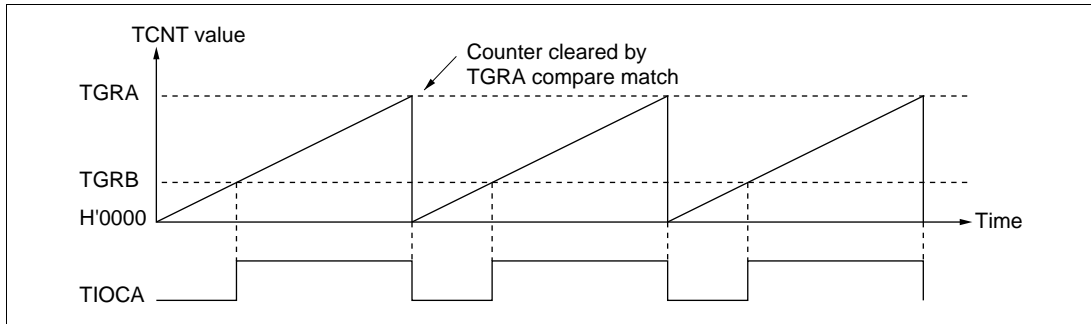 TCNT value
Counter cleared by
TGRA compare match
TGRA
TGRB
H'0000
Time
TIOCA